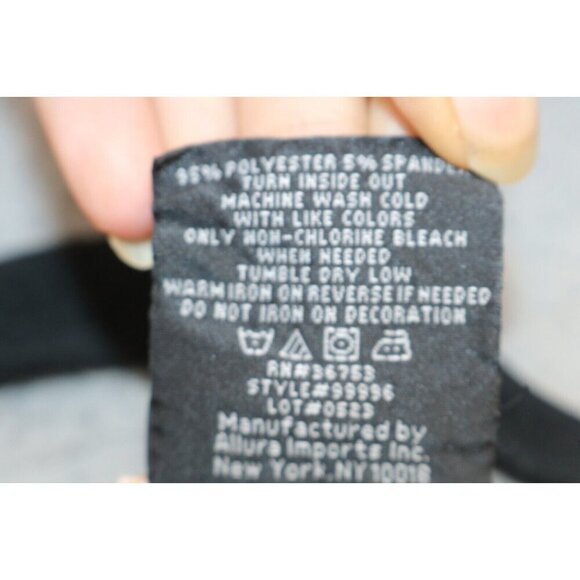 95% POLYESTER 5% SPANDEX
TURN INSIDE OUT
MACHINE WASH COLD
WITH LIKE COLORS
ONLY NON-CHLORINE BLEACH
WHEN NEEDED
TUMBLE DRY LOW
WARM IRON ON REVERSE IF NEEDED
DO NOT IRON ON DECORATION
RN#36753
STYLE#99996
LOT#0523
Manufactured by
Allura Imports Inc.
New York, NY 10018